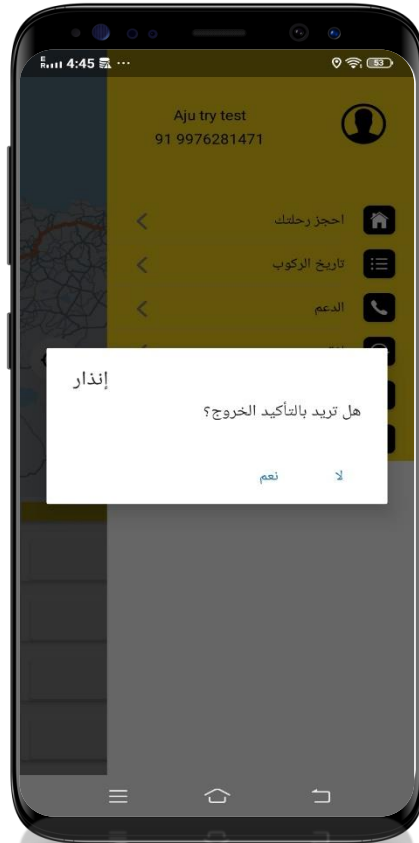 4:45
53
Aju try test
91 9976281471
احجز رحلتك
تاريخ الركوب
الدعم
إنذار
هل تريد بالتأكيد الخروج؟
لا
نعم